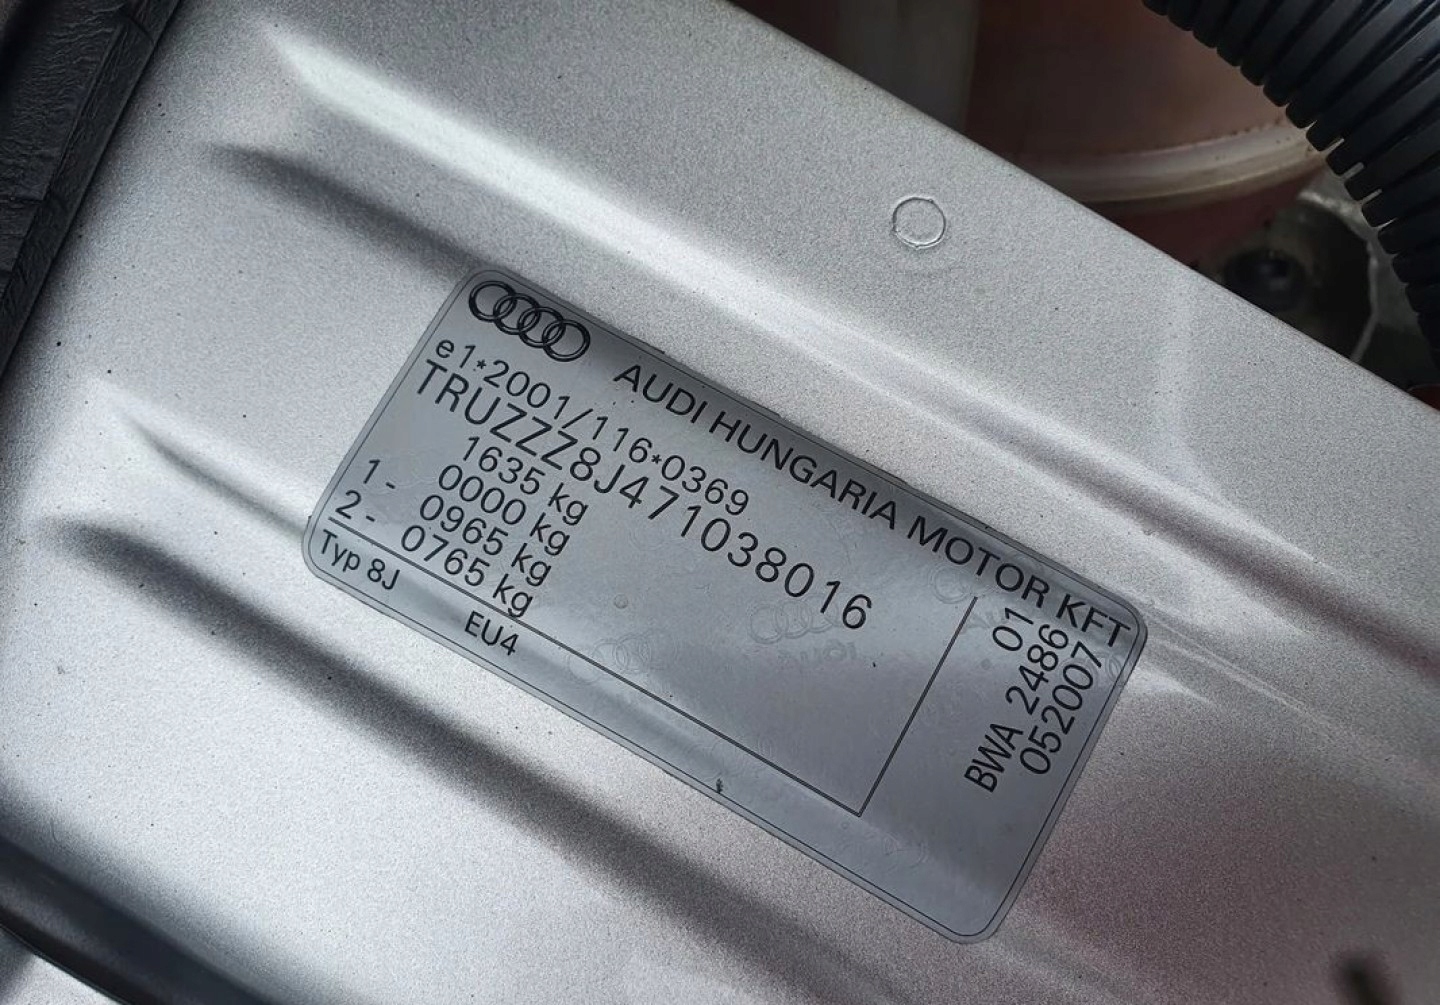 AUDI HUNGARIA MOTOR KFT
e1*2001/116*0369
TRUZZZ8J471038016
1635 kg
0000 kg
1- 0965 kg
2- 0765 kg
Typ 8J
EU4
01
BWA 2486
052007